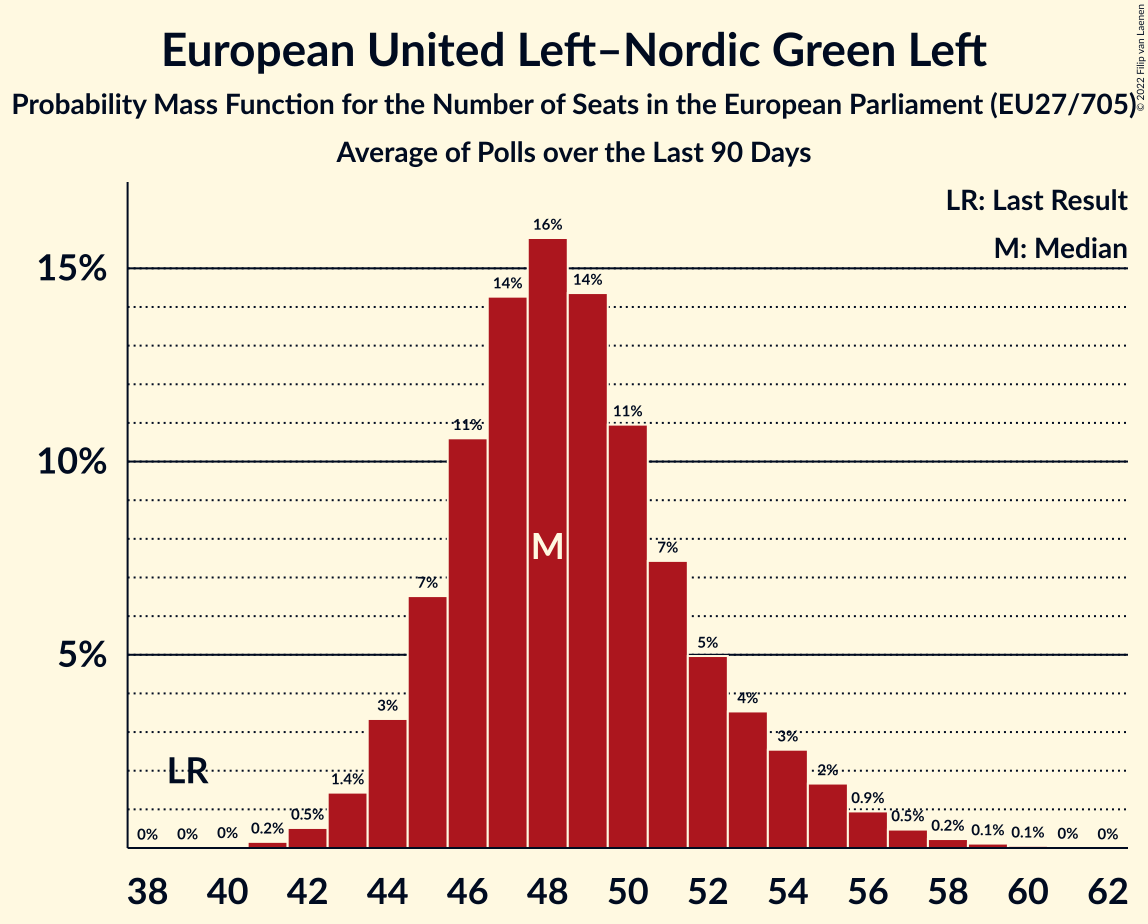 European United Left–Nordic Green Left
Probability Mass Function for the Number of Seats in the European Parliament (EU27/705)
Average of Polls over the Last 90 Days
© 2022 Filip van Laenen
LR: Last Result
M: Median
15%
10%
5%
0% 0% 0% 0.2% 0.5% 1.4% 3% 7% 11% 14% 16% 14% 11% 7% 5% 4% 3% 2% 0.9% 0.5% 0.2% 0.1% 0.1% 0% 0%
M
LR
38 40 42 44 46 48 50 52 54 56 58 60 62